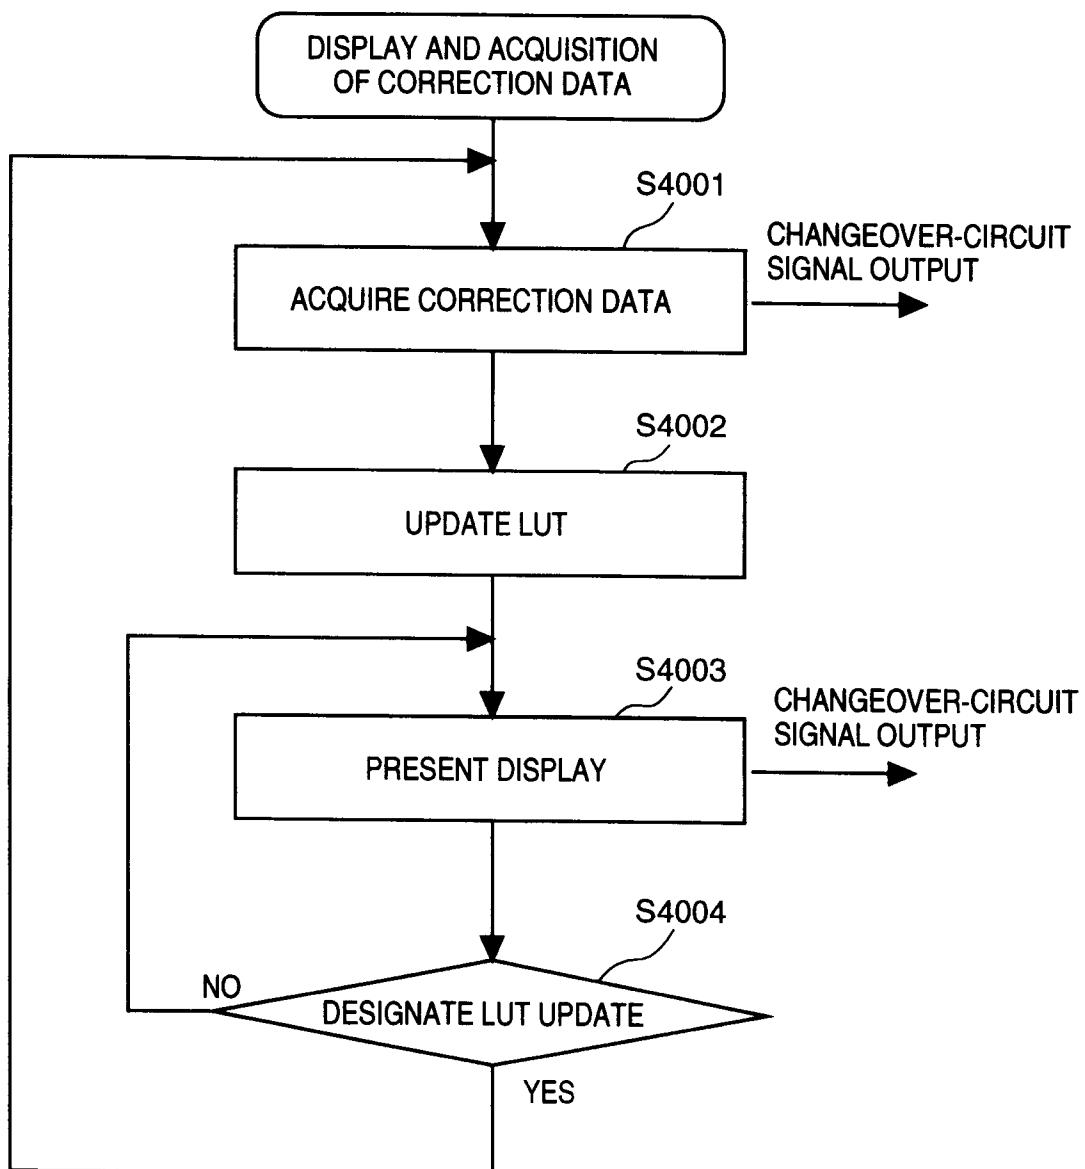 DISPLAY AND ACQUISITION
OF CORRECTION DATA
S4001
CHANGEOVER-CIRCUIT
SIGNAL OUTPUT
ACQUIRE CORRECTION DATA
S4002
UPDATE LUT
S4003
CHANGEOVER-CIRCUIT
SIGNAL OUTPUT
PRESENT DISPLAY
S4004
NO
DESIGNATE LUT UPDATE
YES